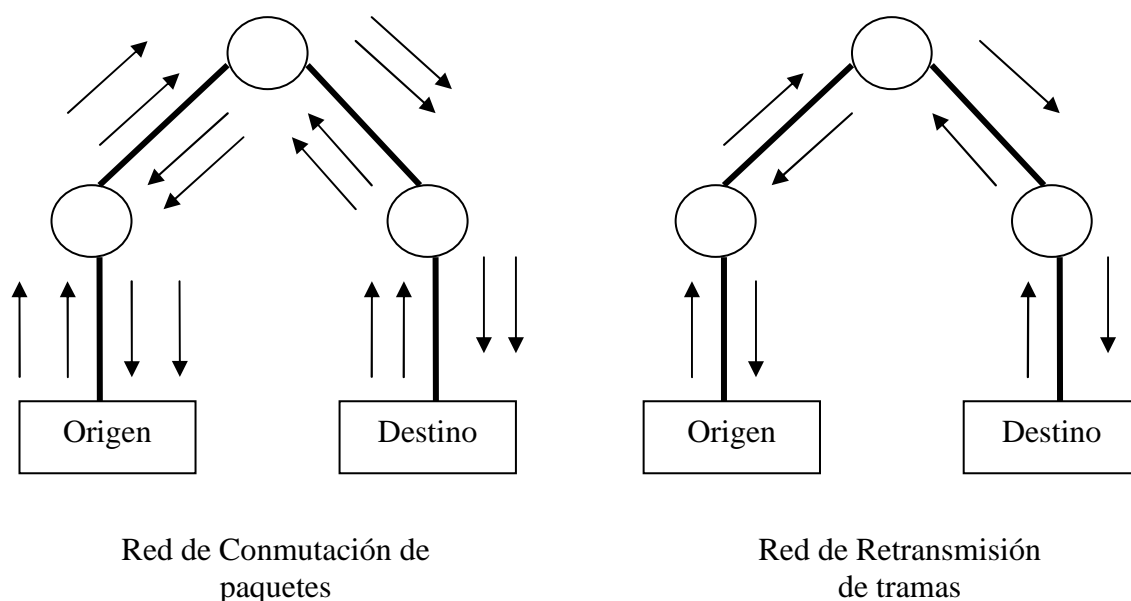 Origen
Destino
Origen
Destino
Red de Conmutación de
paquetes
Red de Retransmisión
de tramas